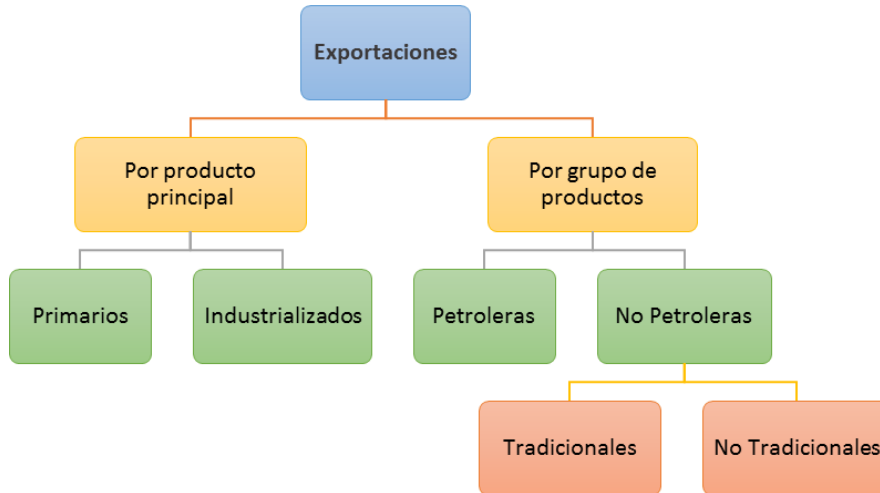 Exportaciones
Por producto
principal
Por grupo de
productos
Primarios
Industrializados
Petroleras
No Petroleras
Tradicionales
No Tradicionales